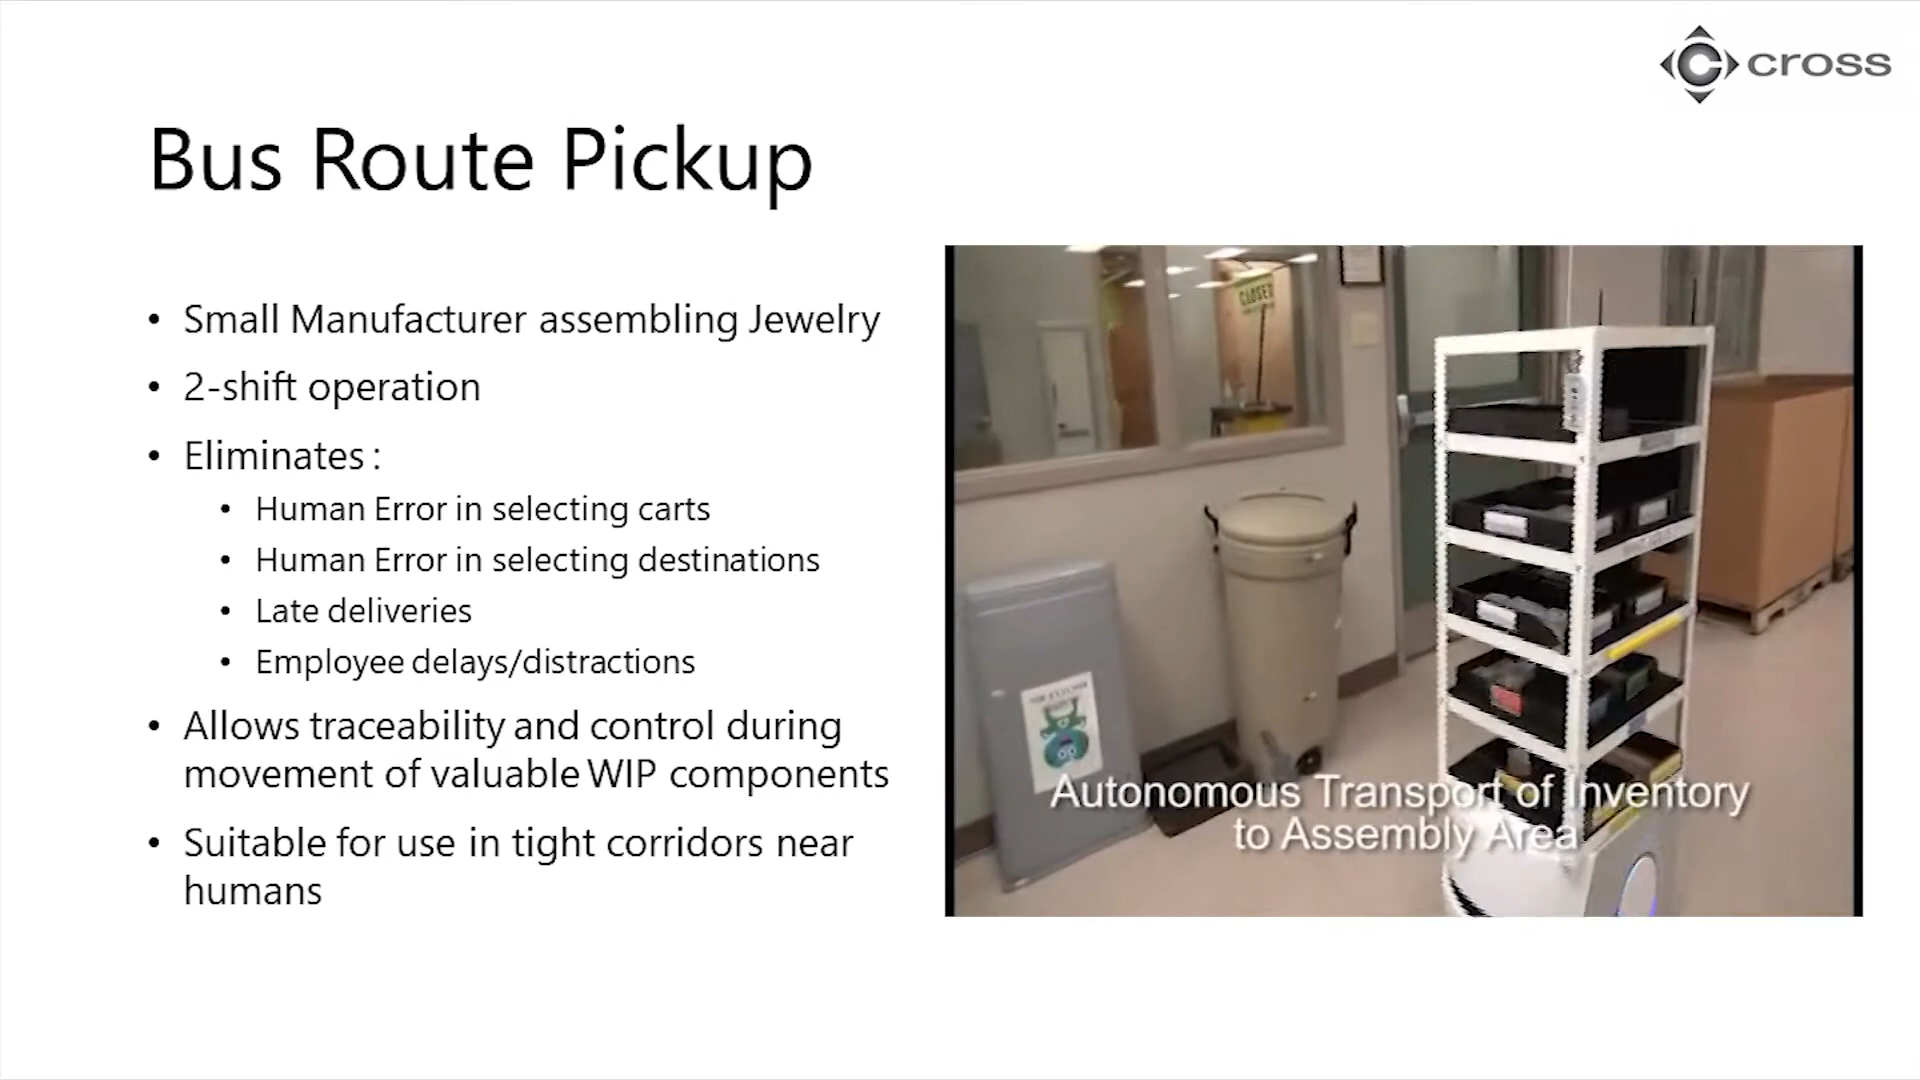 cross
Bus Route Pickup
• Small Manufacturer assembling Jewelry
• 2-shift operation
• Eliminates :
• Human Error in selecting carts
• Human Error in selecting destinations
• Late deliveries
• Employee delays/distractions
• Allows traceability and control during
movement of valuable WIP components
• Suitable for use in tight corridors near
humans
CLOSED
Autonomous Transport of Inventory
to Assembly Area